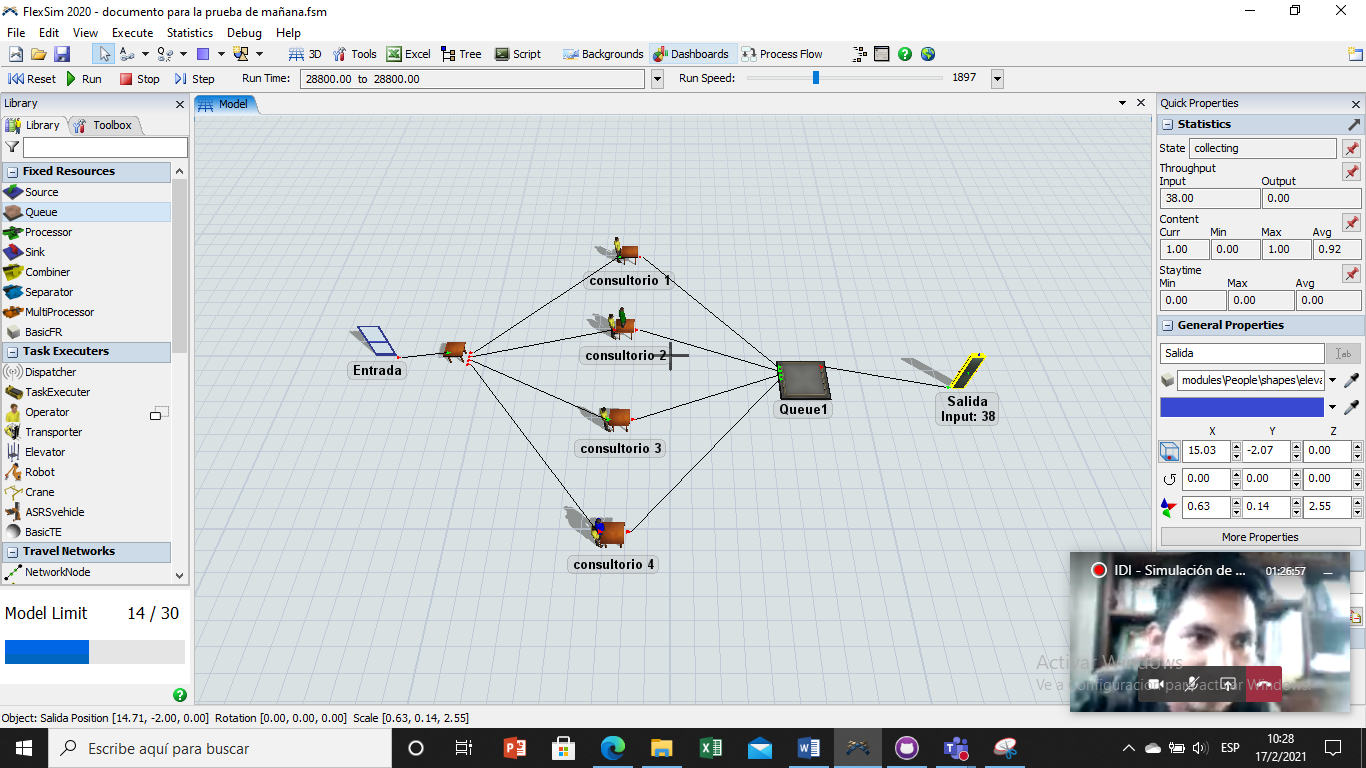 FlexSim 2020 - documento para la prueba de mañana.fsm
File Edit View Execute Statistics Debug Help
3D Tools Excel Tree Script Backgrounds Dashboards Process Flow
Reset Run Stop Step Run Time: 28800.00 to 28800.00 Run Speed: 1897
Library
Library Toolbox
Fixed Resources
Source
Queue
Processor
Sink
Combiner
Separator
MultiProcessor
BasicFR
Task Executers
Dispatcher
TaskExecuter
Operator
Transporter
Elevator
Robot
Crane
ASRSvehicle
BasicTE
Travel Networks
NetworkNode
Model Limit 14 / 30
Model
consultorio 1
consultorio 2
Entrada
consultorio 3
Queue1
Salida
Input: 38
consultorio 4
Quick Properties
Statistics
State collecting
Throughput
Input Output
38.00 0.00
Content
Curr Min Max Avg
1.00 0.00 1.00 0.92
Staytime
Min Max Avg
0.00 0.00 0.00
General Properties
Salida
modules\People\shapes\eleva
X Y Z
15.03 -2.07 0.00
0.00 0.00 0.00
0.63 0.14 2.55
More Properties
IDI - Simulación de ... 01:26:57
Activar Windows
Ve a Configuración para activar Windows.
Object: Salida Position [14.71, -2.00, 0.00] Rotation [0.00, 0.00, 0.00] Scale [0.63, 0.14, 2.55]
Escribe aquí para buscar
ESP
10:28
17/2/2021